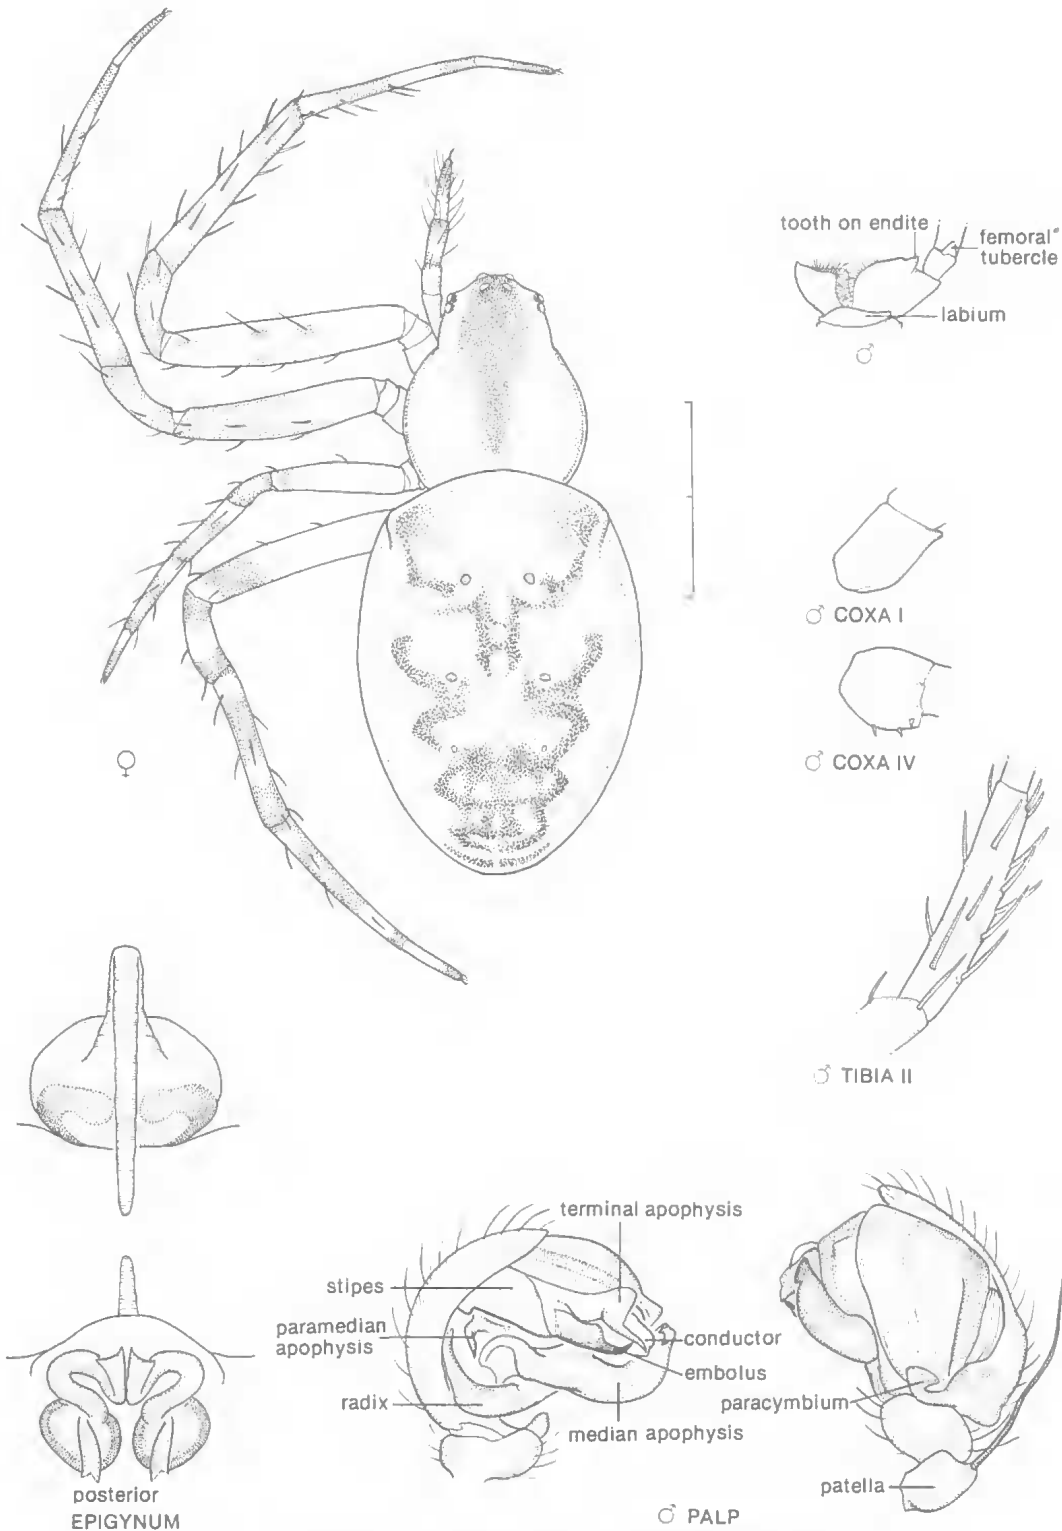 tooth on endite
femoral
tubercle
labium
♂
♂ COXA I
♂ COXA IV
♀
♂ TIBIA II
terminal apophysis
stipes
paramedian
apophysis
conductor
embolus
radix
paracymbium
median apophysis
patella
posterior
EPIGYNUM
♂ PALP